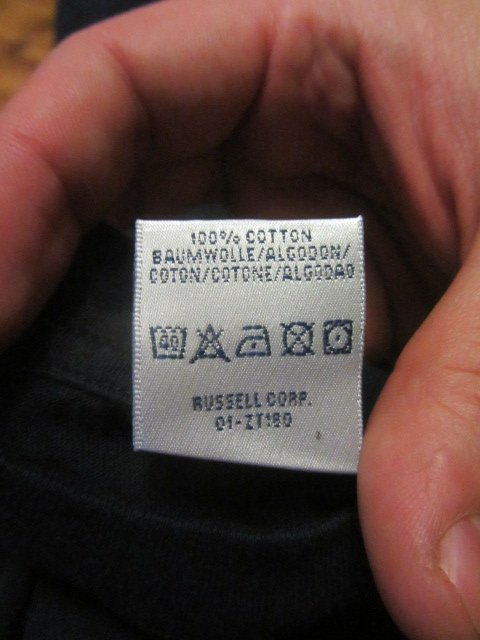 100% COTTON
BAUMWOLLE/ALGODON/
COTON/COTONE/ALGODAO
40
RUSSELL CORP.
01-ZT180